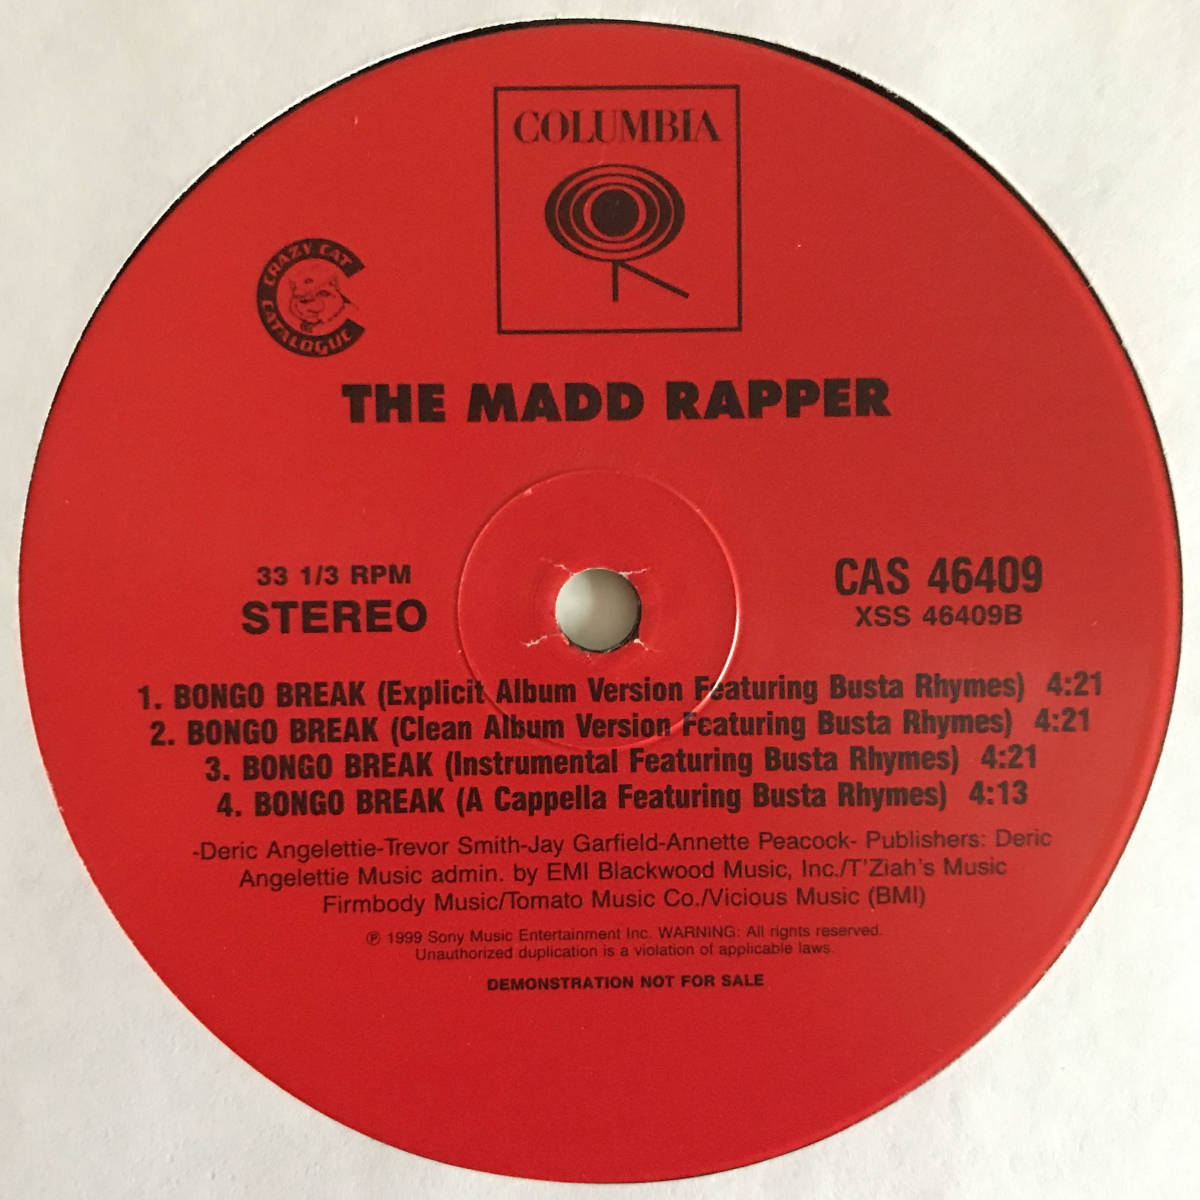 COLUMBIA
CRAZY CAT
CATALOGUE
THE MADD RAPPER
33 1/3 RPM
STEREO
CAS 46409
XSS 46409B
1. BONGO BREAK (Explicit Album Version Featuring Busta Rhymes) 4:21
2. BONGO BREAK (Clean Album Version Featuring Busta Rhymes) 4:21
3. BONGO BREAK (Instrumental Featuring Busta Rhymes) 4:21
4. BONGO BREAK (A Cappella Featuring Busta Rhymes) 4:13
-Deric Angelettie-Trevor Smith-Jay Garfield-Annette Peacock- Publishers: Deric
Angelettie Music admin. by EMI Blackwood Music, Inc./T'Ziah's Music
Firmbody Music/Tomato Music Co./Vicious Music (BMI)
℗ 1999 Sony Music Entertainment Inc. WARNING: All rights reserved.
Unauthorized duplication is a violation of applicable laws.
DEMONSTRATION NOT FOR SALE